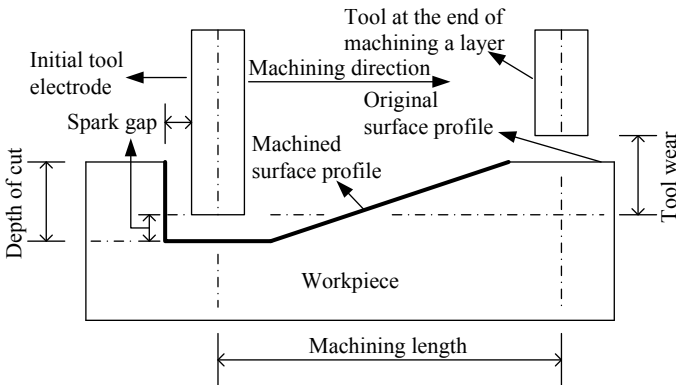 Initial tool
electrode
Spark gap
Depth of cut
Machining direction
Tool at the end of
machining a layer
Original
surface profile
Machined
surface profile
Tool wear
Workpiece
Machining length